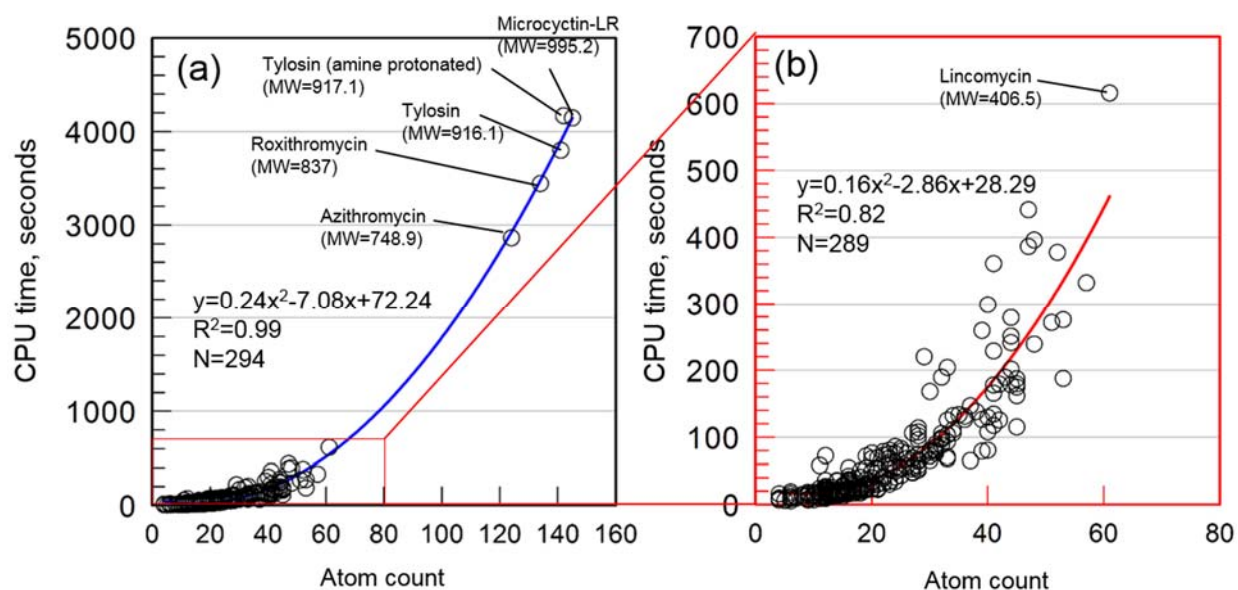 (a)
CPU time, seconds
5000
4000
3000
2000
1000
0
Microcyctin-LR
(MW=995.2)
Tylosin (amine protonated)
(MW=917.1)
Tylosin
(MW=916.1)
Roxithromycin
(MW=837)
Azithromycin
(MW=748.9)
y=0.24x²-7.08x+72.24
R²=0.99
N=294
0 20 40 60 80 100 120 140 160
Atom count
(b)
CPU time, seconds
700
600
500
400
300
200
100
0
Lincomycin
(MW=406.5)
y=0.16x²-2.86x+28.29
R²=0.82
N=289
0 20 40 60 80
Atom count